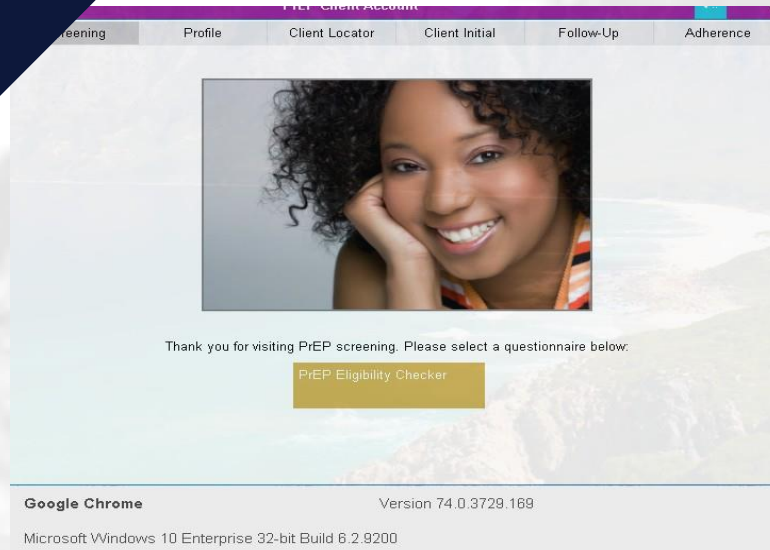 PrEP Client Account
Profile Client Locator Client Initial Follow-Up Adherence
Thank you for visiting PrEP screening. Please select a questionnaire below:
PrEP Eligibility Checker
Google Chrome Version 74.0.3729.169
Microsoft Windows 10 Enterprise 32-bit Build 6.2.9200